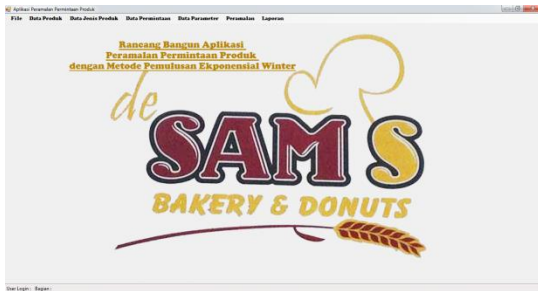 Aplikasi Peramalan Permintaan Produk
File Data Produk Data Jenis Produk Data Permintaan Data Parameter Peramalan Laporan
Rancang Bangun Aplikasi
Peramalan Permintaan Produk
dengan Metode Pemulusan Ekponensial Winter
de
SAM S
BAKERY & DONUTS
User Login : Bagian :